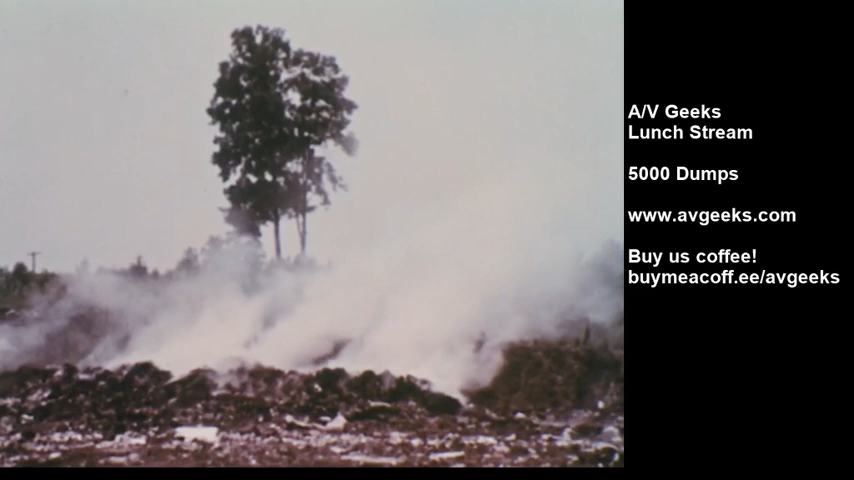 A/V Geeks
Lunch Stream
5000 Dumps
www.avgeeks.com
Buy us coffee!
buymeacoff.ee/avgeeks